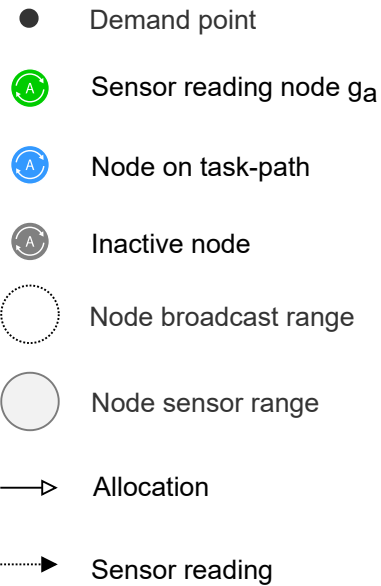 Demand point
A Sensor reading node ga
A Node on task-path
A Inactive node
Node broadcast range
Node sensor range
Allocation
Sensor reading